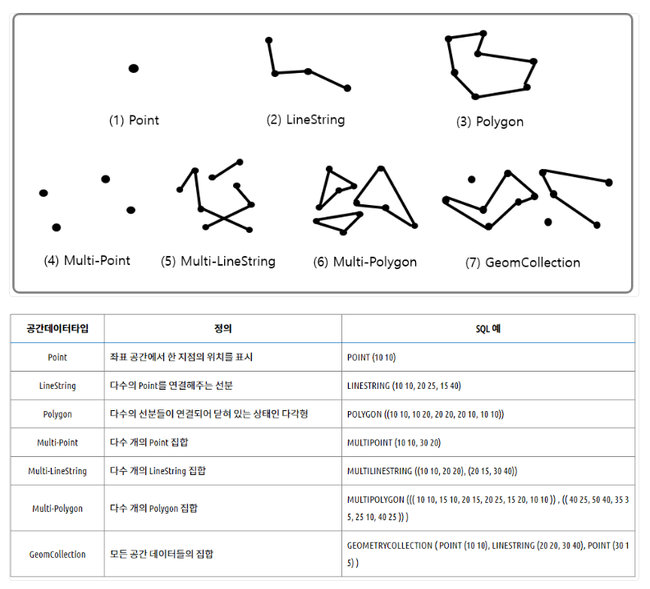 (1) Point
(2) LineString
(3) Polygon
(4) Multi-Point
(5) Multi-LineString
(6) Multi-Polygon
(7) GeomCollection
공간데이터타입 정의 SQL 예
Point 좌표 공간에서 한 지점의 위치를 표시 POINT (10 10)
LineString 다수의 Point를 연결해주는 선분 LINESTRING (10 10, 20 25, 15 40)
Polygon 다수의 선분들이 연결되어 닫혀 있는 상태인 다각형 POLYGON ((10 10, 10 20, 20 20, 20 10, 10 10))
Multi-Point 다수 개의 Point 집합 MULTIPOINT (10 10, 30 20)
Multi-LineString 다수 개의 LineString 집합 MULTILINESTRING ((10 10, 20 20), (20 15, 30 40))
Multi-Polygon 다수 개의 Polygon 집합 MULTIPOLYGON ((( 10 10, 15 10, 20 15, 20 25, 15 20, 10 10 )) , (( 40 25, 50 40, 35 3
5, 25 10, 40 25 )) )
GeomCollection 모든 공간 데이터들의 집합 GEOMETRYCOLLECTION ( POINT (10 10), LINESTRING (20 20, 30 40), POINT (30 1
5) )